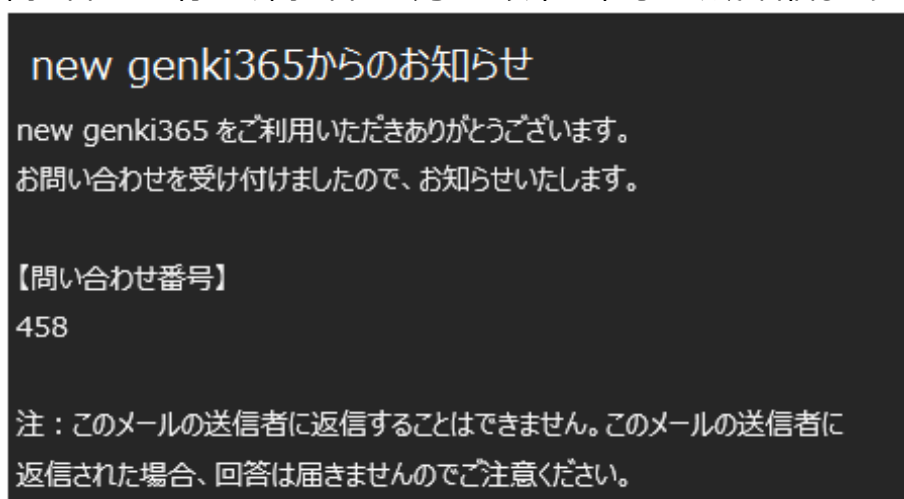 new genki365からのお知らせ
new genki365 をご利用いただきありがとうございます。
お問い合わせを受け付けましたので、お知らせいたします。
【問い合わせ番号】
458
注：このメールの送信者に返信することはできません。このメールの送信者に
返信された場合、回答は届きませんのでご注意ください。